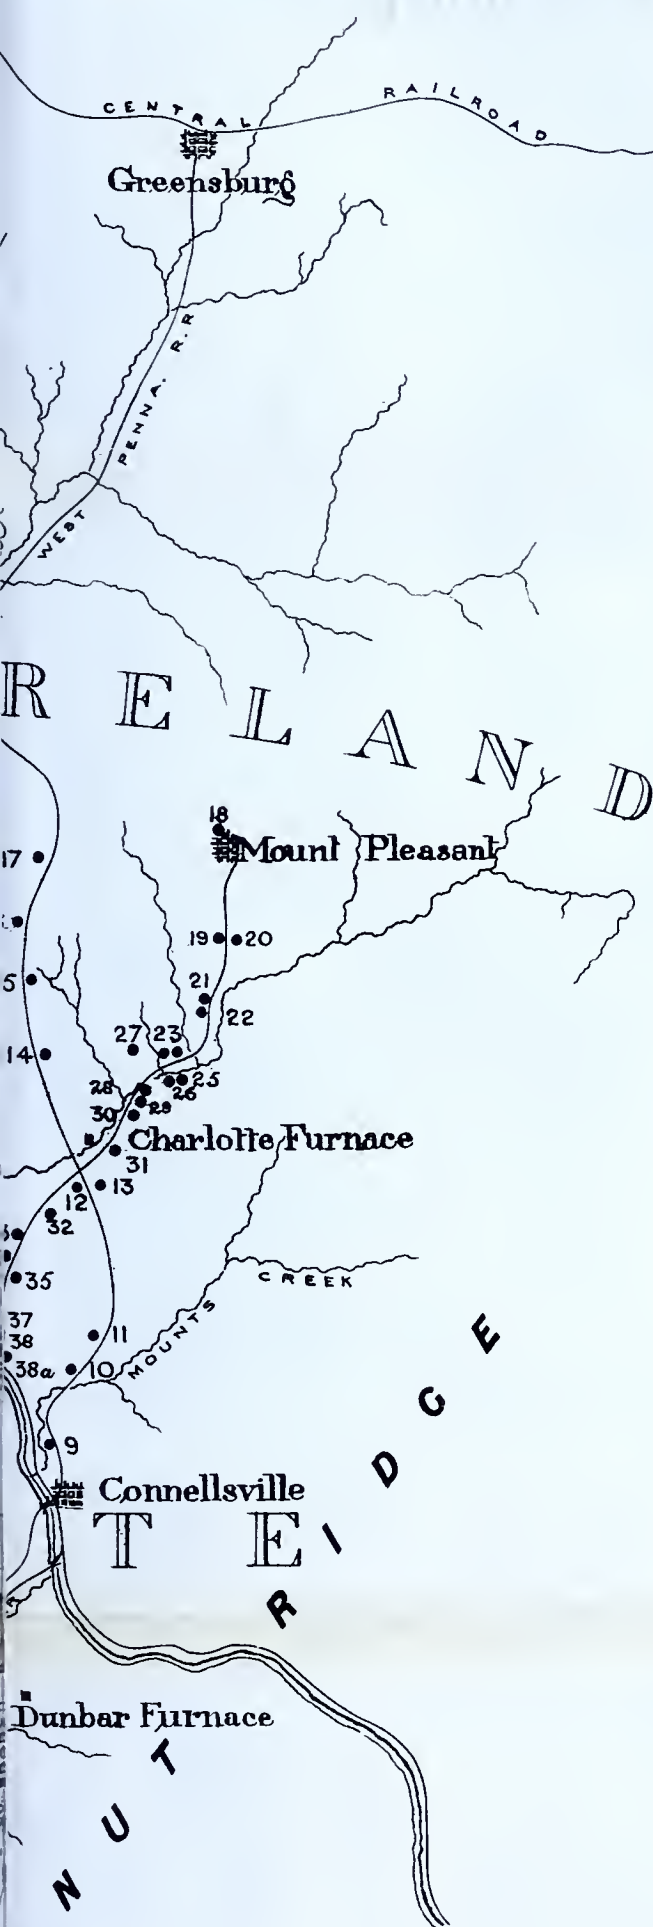 CENTRAL RAILROAD
Greensburg
WEST PENNA. R.R
RELAND
18
Mount Pleasant
17
19 20
5
21
22
14
27 23
28 25
26
30 29
Charlotte Furnace
31
12 13
32
35
CREEK
MOUNTS
37
11
38
38a 10
9
Connellsville
TE
Dunbar Furnace
NUT RIDGE